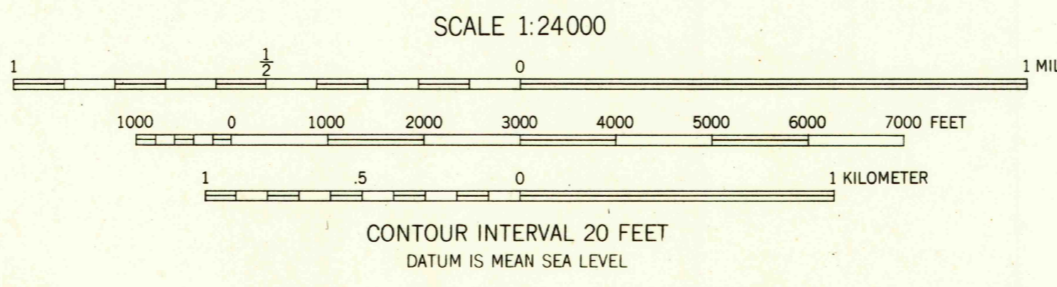 SCALE 1:24000
1 1/2 0 1 MIL
1000 0 1000 2000 3000 4000 5000 6000 7000 FEET
1 .5 0 1 KILOMETER
CONTOUR INTERVAL 20 FEET
DATUM IS MEAN SEA LEVEL